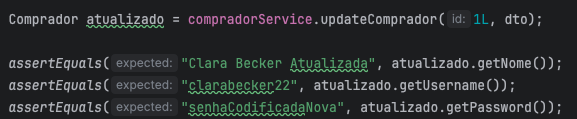 Comprador atualizado = compradorService.updateComprador( id: 1L, dto);
assertEquals( expected: "Clara Becker Atualizada", atualizado.getNome());
assertEquals( expected: "clarabecker22", atualizado.getUsername());
assertEquals( expected: "senhaCodificadaNova", atualizado.getPassword());